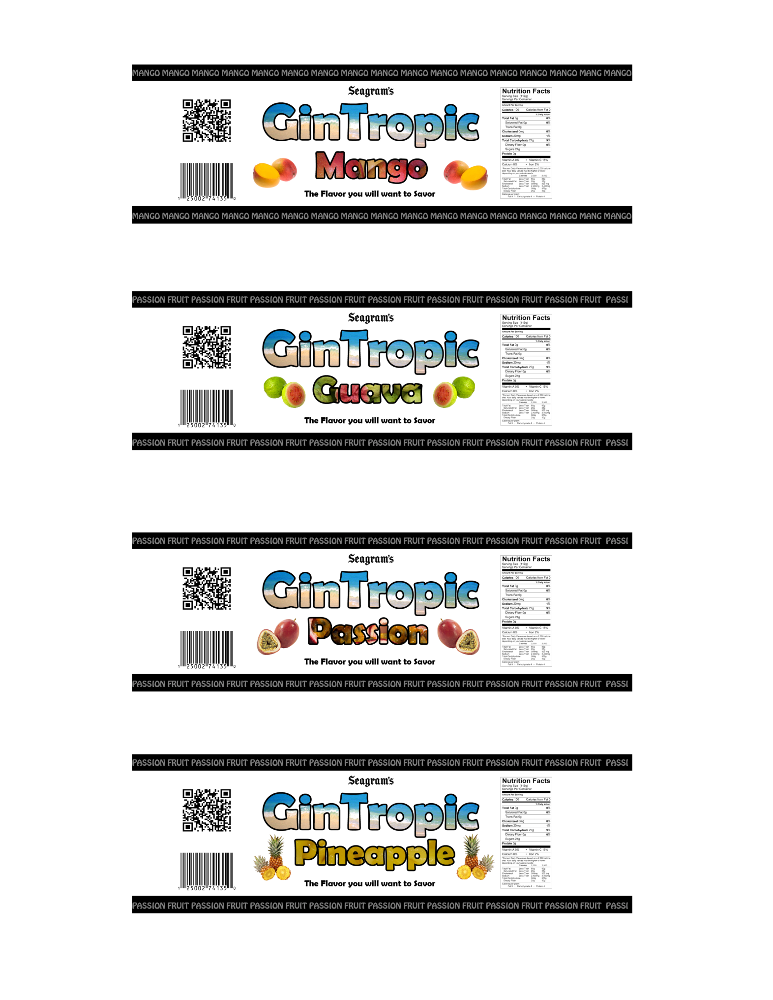 MANGO MANGO MANGO MANGO MANGO MANGO MANGO MANGO MANGO MANGO MANGO MANGO MANGO MANGO MANGO MANG MANGO
Seagram's
GinTropic
Mango
The Flavor you will want to Savor
1 25002 74135 0
Nutrition Facts
Serving Size (119g)
Servings Per Container
Amount Per Serving
Calories 100 Calories from Fat 0
% Daily Value*
Total Fat 0g 0%
Saturated Fat 0g 0%
Trans Fat 0g
Cholesterol 0mg 0%
Sodium 20mg 1%
Total Carbohydrate 27g 9%
Dietary Fiber 0g 0%
Sugars 24g
Protein 0g
Vitamin A 0% • Vitamin C 15%
Calcium 0% • Iron 2%
*Percent Daily Values are based on a 2,000 calorie
diet. Your daily values may be higher or lower
depending on your calorie needs:
Calories 2,000 2,500
Total Fat Less Than 65g 80g
Saturated Fat Less Than 20g 25g
Cholesterol Less Than 300mg 300 mg
Sodium Less Than 2,400mg 2,400mg
Total Carbohydrate 300g 375g
Dietary Fiber 25g 30g
Calories per gram:
Fat 9 • Carbohydrate 4 • Protein 4
MANGO MANGO MANGO MANGO MANGO MANGO MANGO MANGO MANGO MANGO MANGO MANGO MANGO MANGO MANGO MANG MANGO
PASSION FRUIT PASSION FRUIT PASSION FRUIT PASSION FRUIT PASSION FRUIT PASSION FRUIT PASSION FRUIT PASSION FRUIT PASSI
Seagram's
GinTropic
Guava
The Flavor you will want to Savor
1 25002 74135 0
Nutrition Facts
Serving Size (119g)
Servings Per Container
Amount Per Serving
Calories 100 Calories from Fat 0
% Daily Value*
Total Fat 0g 0%
Saturated Fat 0g 0%
Trans Fat 0g
Cholesterol 0mg 0%
Sodium 20mg 1%
Total Carbohydrate 27g 9%
Dietary Fiber 0g 0%
Sugars 24g
Protein 0g
Vitamin A 0% • Vitamin C 15%
Calcium 0% • Iron 2%
*Percent Daily Values are based on a 2,000 calorie
diet. Your daily values may be higher or lower
depending on your calorie needs:
Calories 2,000 2,500
Total Fat Less Than 65g 80g
Saturated Fat Less Than 20g 25g
Cholesterol Less Than 300mg 300 mg
Sodium Less Than 2,400mg 2,400mg
Total Carbohydrate 300g 375g
Dietary Fiber 25g 30g
Calories per gram:
Fat 9 • Carbohydrate 4 • Protein 4
PASSION FRUIT PASSION FRUIT PASSION FRUIT PASSION FRUIT PASSION FRUIT PASSION FRUIT PASSION FRUIT PASSION FRUIT PASSI
PASSION FRUIT PASSION FRUIT PASSION FRUIT PASSION FRUIT PASSION FRUIT PASSION FRUIT PASSION FRUIT PASSION FRUIT PASSI
Seagram's
GinTropic
Passion
The Flavor you will want to Savor
1 25002 74135 0
Nutrition Facts
Serving Size (119g)
Servings Per Container
Amount Per Serving
Calories 100 Calories from Fat 0
% Daily Value*
Total Fat 0g 0%
Saturated Fat 0g 0%
Trans Fat 0g
Cholesterol 0mg 0%
Sodium 20mg 1%
Total Carbohydrate 27g 9%
Dietary Fiber 0g 0%
Sugars 24g
Protein 0g
Vitamin A 0% • Vitamin C 15%
Calcium 0% • Iron 2%
*Percent Daily Values are based on a 2,000 calorie
diet. Your daily values may be higher or lower
depending on your calorie needs:
Calories 2,000 2,500
Total Fat Less Than 65g 80g
Saturated Fat Less Than 20g 25g
Cholesterol Less Than 300mg 300 mg
Sodium Less Than 2,400mg 2,400mg
Total Carbohydrate 300g 375g
Dietary Fiber 25g 30g
Calories per gram:
Fat 9 • Carbohydrate 4 • Protein 4
PASSION FRUIT PASSION FRUIT PASSION FRUIT PASSION FRUIT PASSION FRUIT PASSION FRUIT PASSION FRUIT PASSION FRUIT PASSI
PASSION FRUIT PASSION FRUIT PASSION FRUIT PASSION FRUIT PASSION FRUIT PASSION FRUIT PASSION FRUIT PASSION FRUIT PASSI
Seagram's
GinTropic
Pineapple
The Flavor you will want to Savor
1 25002 74135 0
Nutrition Facts
Serving Size (119g)
Servings Per Container
Amount Per Serving
Calories 100 Calories from Fat 0
% Daily Value*
Total Fat 0g 0%
Saturated Fat 0g 0%
Trans Fat 0g
Cholesterol 0mg 0%
Sodium 20mg 1%
Total Carbohydrate 27g 9%
Dietary Fiber 0g 0%
Sugars 24g
Protein 0g
Vitamin A 0% • Vitamin C 15%
Calcium 0% • Iron 2%
*Percent Daily Values are based on a 2,000 calorie
diet. Your daily values may be higher or lower
depending on your calorie needs:
Calories 2,000 2,500
Total Fat Less Than 65g 80g
Saturated Fat Less Than 20g 25g
Cholesterol Less Than 300mg 300 mg
Sodium Less Than 2,400mg 2,400mg
Total Carbohydrate 300g 375g
Dietary Fiber 25g 30g
Calories per gram:
Fat 9 • Carbohydrate 4 • Protein 4
PASSION FRUIT PASSION FRUIT PASSION FRUIT PASSION FRUIT PASSION FRUIT PASSION FRUIT PASSION FRUIT PASSION FRUIT PASSI